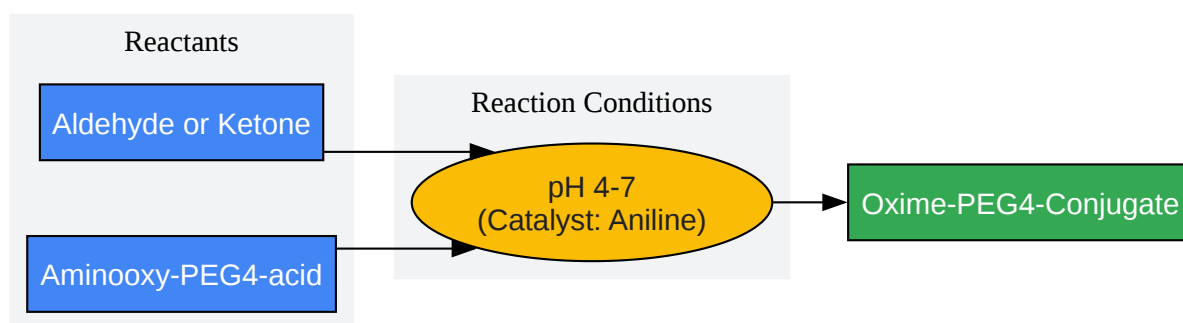 Reactants
Aldehyde or Ketone
Aminooxy-PEG4-acid
Reaction Conditions
pH 4-7
(Catalyst: Aniline)
Oxime-PEG4-Conjugate